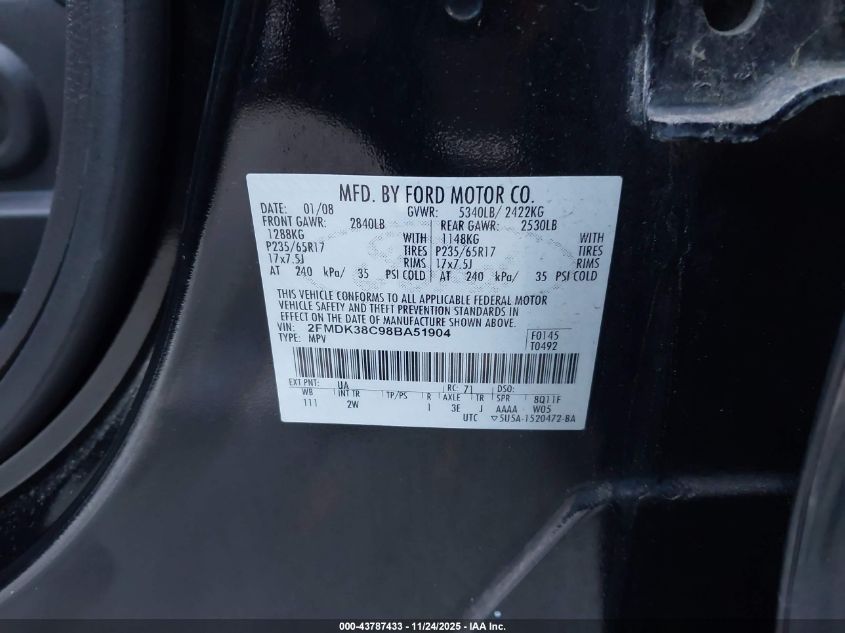 MFD. BY FORD MOTOR CO.
DATE: 01/08 GVWR: 5340LB/ 2422KG
FRONT GAWR: 2840LB REAR GAWR: 2530LB
1288KG WITH 1148KG WITH
P235/65R17 TIRES P235/65R17 TIRES
17x7.5J RIMS 17x7.5J RIMS
AT 240 kPa/ 35 PSI COLD AT 240 kPa/ 35 PSI COLD
THIS VEHICLE CONFORMS TO ALL APPLICABLE FEDERAL MOTOR
VEHICLE SAFETY AND THEFT PREVENTION STANDARDS IN
EFFECT ON THE DATE OF MANUFACTURE SHOWN ABOVE.
VIN: 2FMDK38C98BA51904 F0145
TYPE: MPV T0492
EXT PNT: UA RC: 71 DSO:
WB INT TR TP/PS R AXLE TR SPR 8Q11F
111 2W 1 3E J AAAA W05
UTC ▽5U5A-1520472-BA
000-43787433 - 11/24/2025 - IAA Inc.